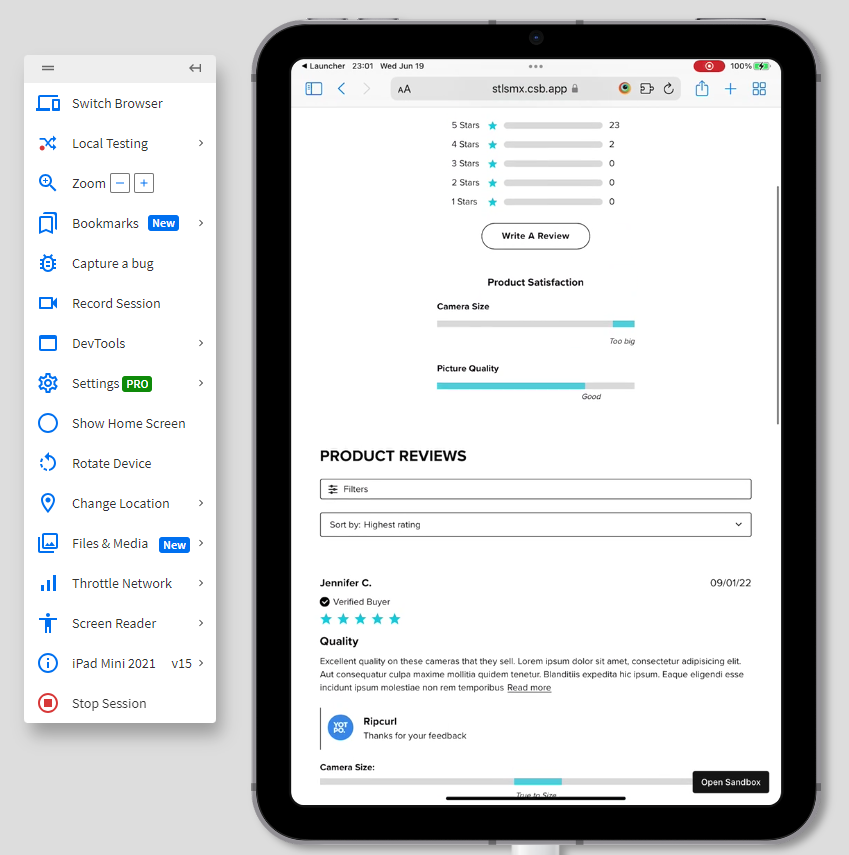 Switch Browser
Local Testing
Zoom
Bookmarks New
Capture a bug
Record Session
DevTools
Settings PRO
Show Home Screen
Rotate Device
Change Location
Files & Media New
Throttle Network
Screen Reader
iPad Mini 2021 v15
Stop Session
Launcher 23:01 Wed Jun 19 100%
AA stlsmx.csb.app
5 Stars 23
4 Stars 2
3 Stars 0
2 Stars 0
1 Stars 0
Write A Review
Product Satisfaction
Camera Size
Too big
Picture Quality
Good
PRODUCT REVIEWS
Filters
Sort by: Highest rating
Jennifer C. 09/01/22
Verified Buyer
Quality
Excellent quality on these cameras that they sell. Lorem ipsum dolor sit amet, consectetur adipisicing elit.
Aut consequatur culpa maxime mollitia quidem tenetur. Blanditiis expedita hic ipsum. Eaque eligendi esse
incidunt ipsum molestiae non rem temporibus Read more
YOT
PO.
Ripcurl
Thanks for your feedback
Camera Size:
True to Size
Open Sandbox